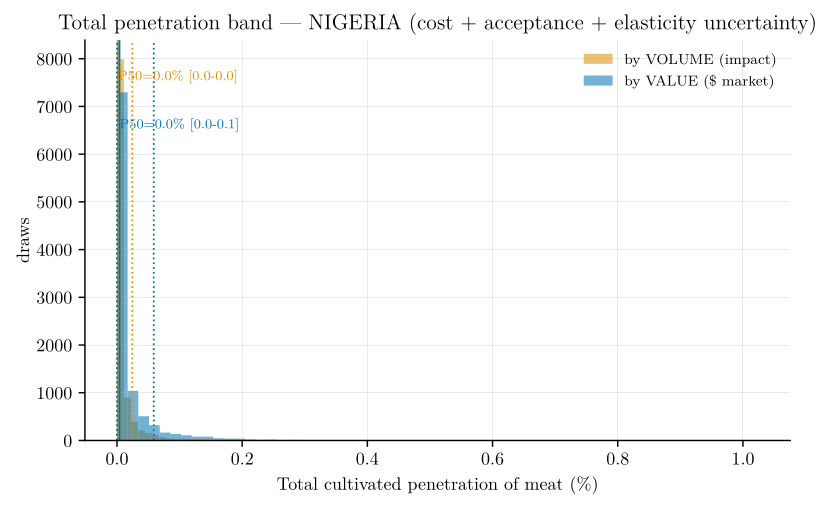 Total penetration band — NIGERIA (cost + acceptance + elasticity uncertainty)
by VOLUME (impact)
by VALUE ($ market)
P50=0.0% [0.0-0.0]
P50=0.0% [0.0-0.1]
draws
8000
7000
6000
5000
4000
3000
2000
1000
0
0.0 0.2 0.4 0.6 0.8 1.0
Total cultivated penetration of meat (%)